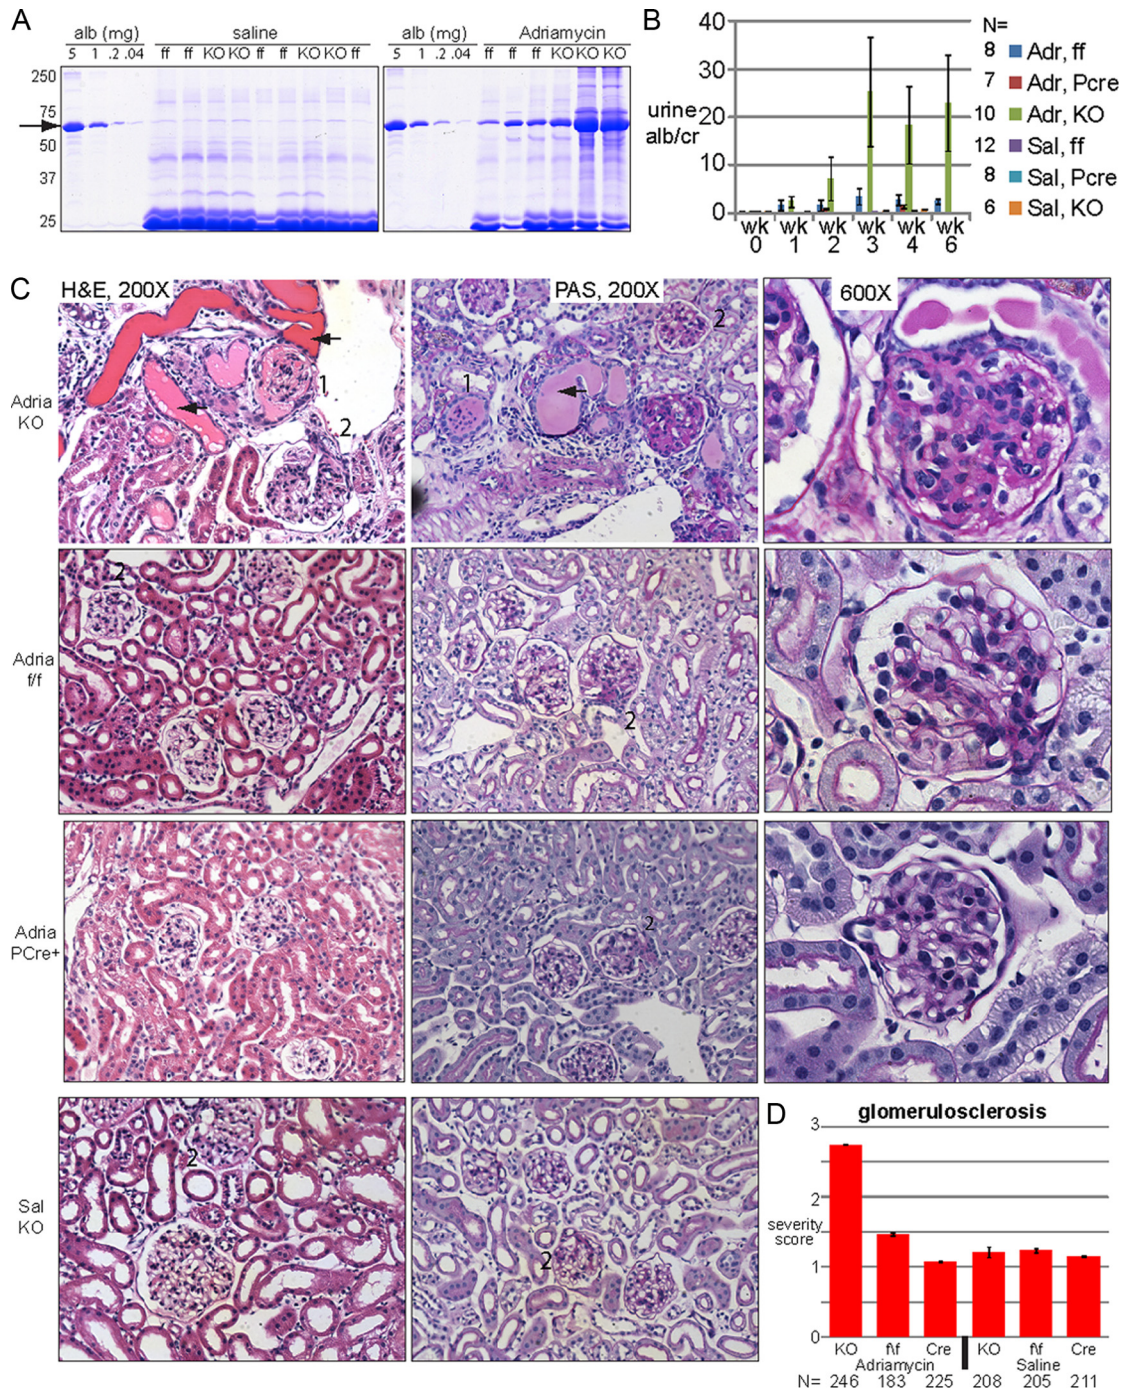 A
alb (mg) saline
5 1 .2 .04 ff ff KO KO ff ff KO KO ff
250
75
50
37
25
alb (mg) Adriamycin
5 1 .2 .04 ff ff ff ff KO KO
B
40
30
20
10
0
urine
alb/cr
wk wk wk wk wk wk
0 1 2 3 4 6
N=
8 Adr, ff
7 Adr, Pcre
10 Adr, KO
12 Sal, ff
8 Sal, Pcre
6 Sal, KO
C
H&E, 200X PAS, 200X 600X
Adria
KO
1
2
1
2
Adria
f/f
2
2
Adria
PCre+
2
Sal
KO
2
2
D
glomerulosclerosis
3
2
severity
score
1
0
KO f\f Cre KO f\f Cre
Adriamycin Saline
N= 246 183 225 208 205 211